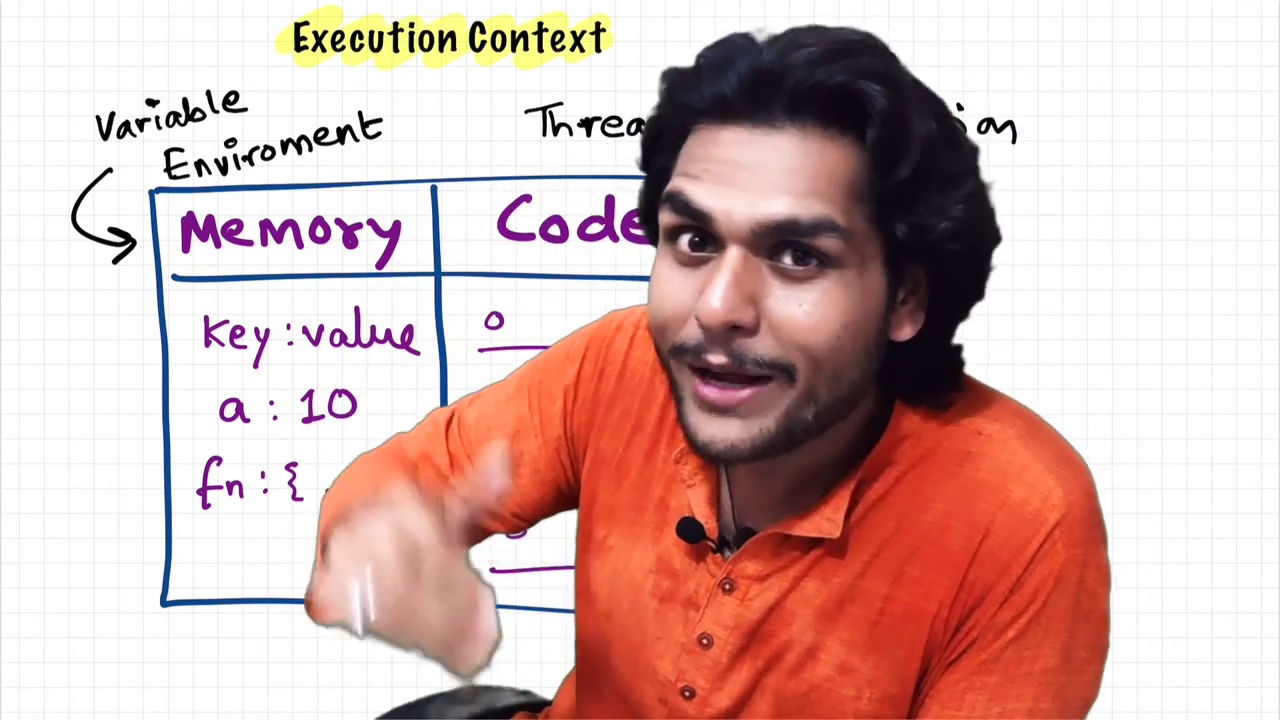 Execution Context
Variable
Enviroment
Memory
Code
key : value
a : 10
fn : {